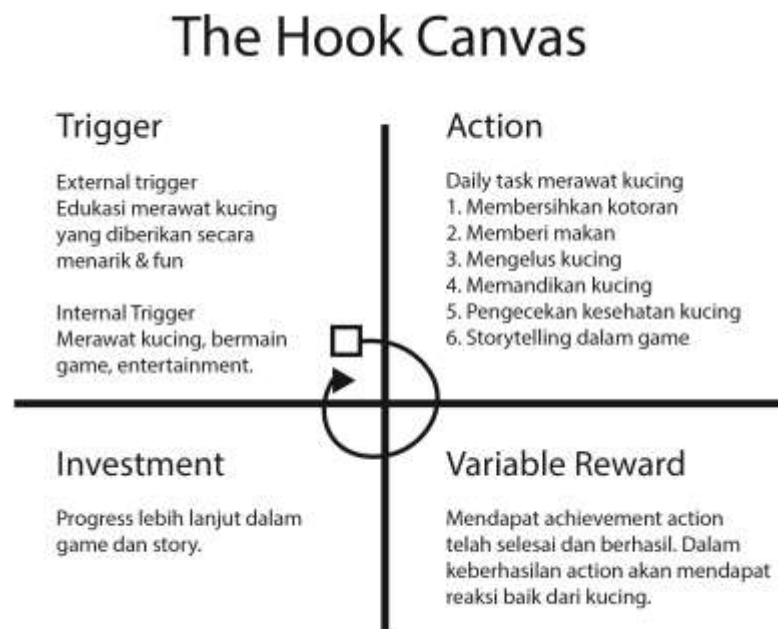 The Hook Canvas
Trigger
External trigger
Edukasi merawat kucing
yang diberikan secara
menarik & fun
Internal Trigger
Merawat kucing, bermain
game, entertainment.
Action
Daily task merawat kucing
1. Membersihkan kotoran
2. Memberi makan
3. Mengelus kucing
4. Memandikan kucing
5. Pengecekan kesehatan kucing
6. Storytelling dalam game
Investment
Progress lebih lanjut dalam
game dan story.
Variable Reward
Mendapat achievement action
telah selesai dan berhasil. Dalam
keberhasilan action akan mendapat
reaksi baik dari kucing.